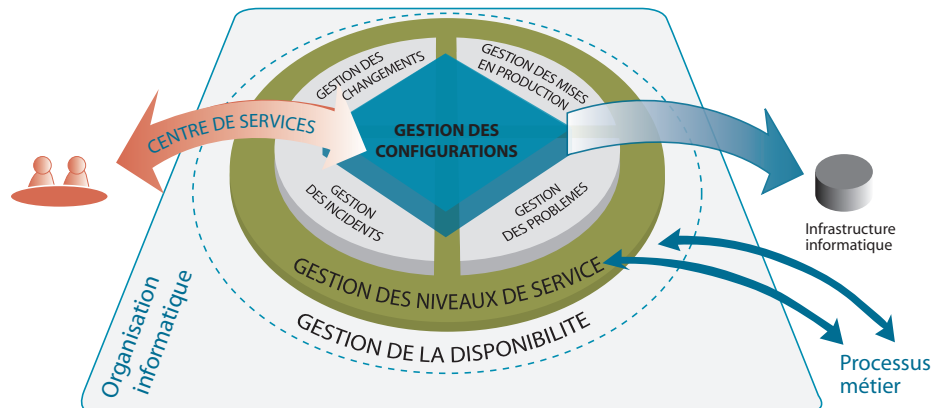 GESTION DES
CHANGEMENTS
GESTION DES MISES
EN PRODUCTION
CENTRE DE SERVICES
GESTION DES
CONFIGURATIONS
GESTION
DES INCIDENTS
GESTION
DES PROBLEMES
Infrastructure
informatique
GESTION DES NIVEAUX DE SERVICE
GESTION DE LA DISPONIBILITE
Organisation
informatique
Processus
métier